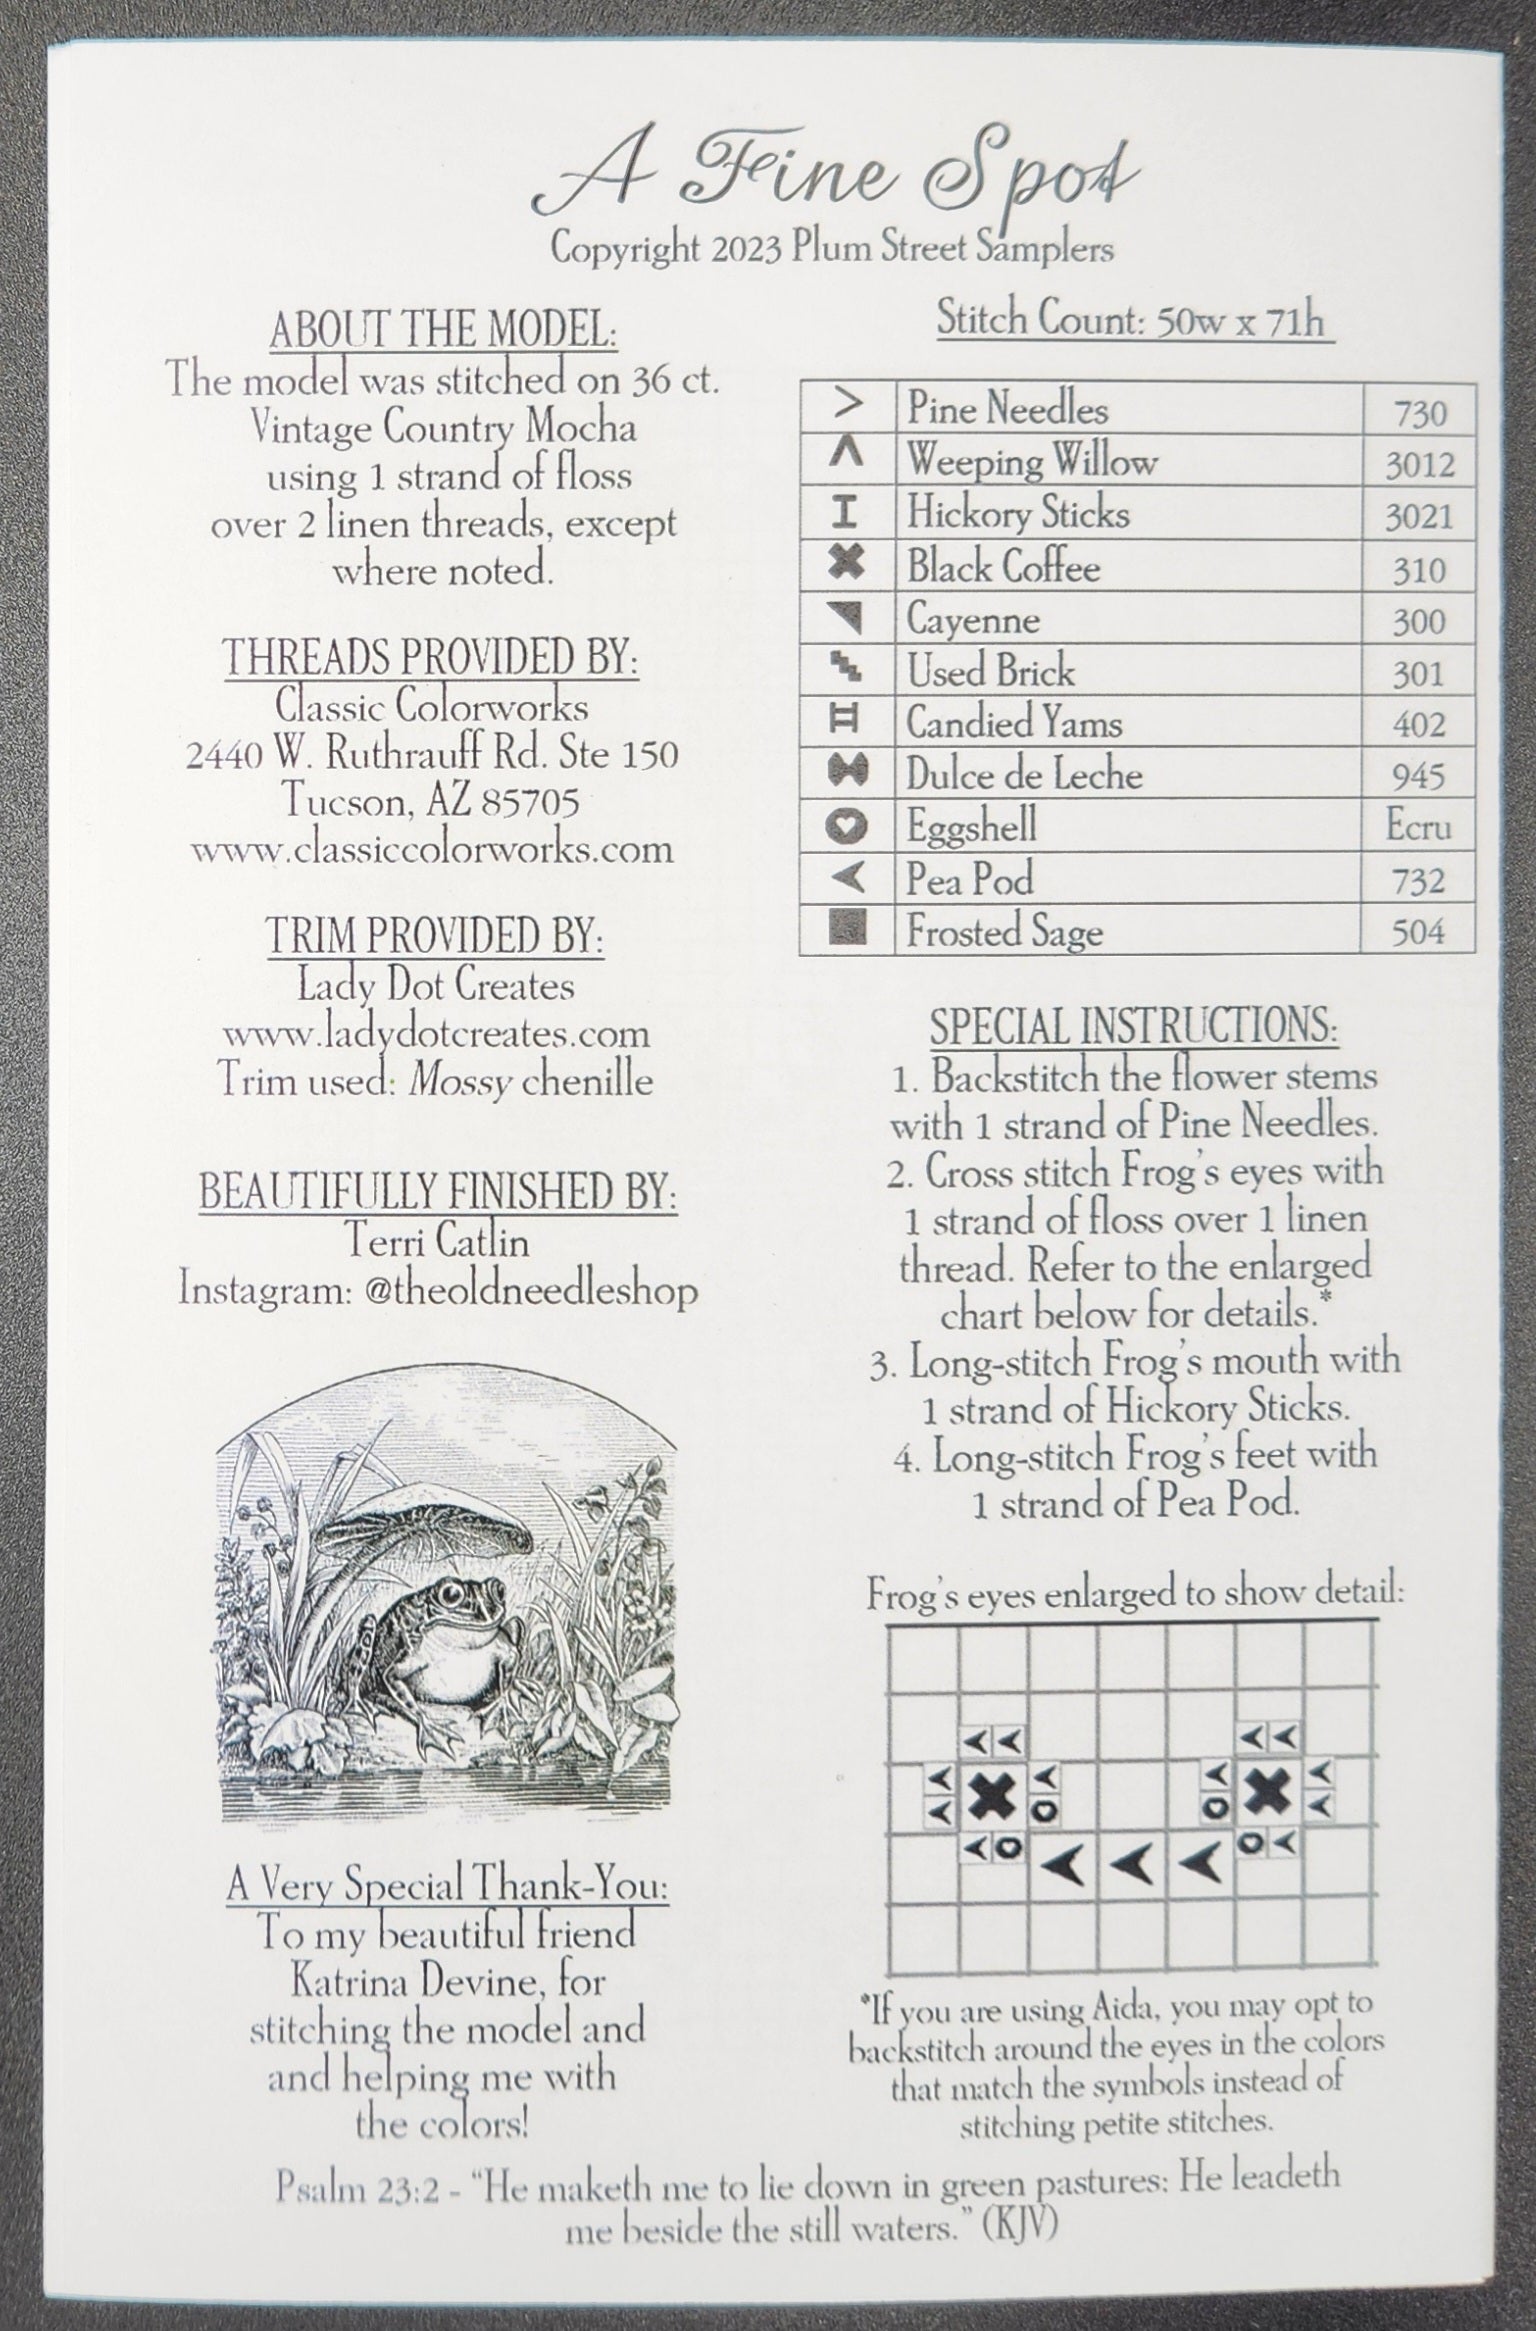 A Fine Spot
Copyright 2023 Plum Street Samplers
ABOUT THE MODEL:
The model was stitched on 36 ct.
Vintage Country Mocha
using 1 strand of floss
over 2 linen threads, except
where noted.
THREADS PROVIDED BY:
Classic Colorworks
2440 W. Ruthrauff Rd. Ste 150
Tucson, AZ 85705
www.classiccolorworks.com
TRIM PROVIDED BY:
Lady Dot Creates
www.ladydotcreates.com
Trim used: Mossy chenille
BEAUTIFULLY FINISHED BY:
Terri Catlin
Instagram: @theoldneedleshop
A Very Special Thank-You:
To my beautiful friend
Katrina Devine, for
stitching the model and
and helping me with
the colors!
Stitch Count: 50w x 71h
Pine Needles 730
Weeping Willow 3012
Hickory Sticks 3021
Black Coffee 310
Cayenne 300
Used Brick 301
Candied Yams 402
Dulce de Leche 945
Eggshell Ecru
Pea Pod 732
Frosted Sage 504
SPECIAL INSTRUCTIONS:
1. Backstitch the flower stems
with 1 strand of Pine Needles.
2. Cross stitch Frog's eyes with
1 strand of floss over 1 linen
thread. Refer to the enlarged
chart below for details.*
3. Long-stitch Frog's mouth with
1 strand of Hickory Sticks.
4. Long-stitch Frog's feet with
1 strand of Pea Pod.
Frog's eyes enlarged to show detail:
*If you are using Aida, you may opt to
backstitch around the eyes in the colors
that match the symbols instead of
stitching petite stitches.
Psalm 23:2 - "He maketh me to lie down in green pastures: He leadeth
me beside the still waters." (KJV)